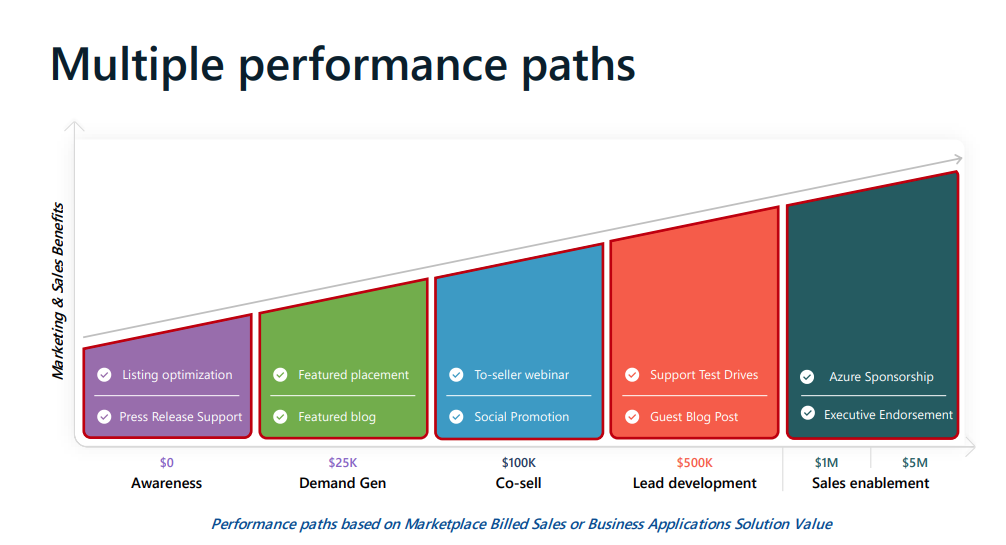 Multiple performance paths
Marketing & Sales Benefits
Listing optimization
Press Release Support
Featured placement
Featured blog
To-seller webinar
Social Promotion
Support Test Drives
Guest Blog Post
Azure Sponsorship
Executive Endorsement
$0
Awareness
$25K
Demand Gen
$100K
Co-sell
$500K
Lead development
$1M
$5M
Sales enablement
Performance paths based on Marketplace Billed Sales or Business Applications Solution Value